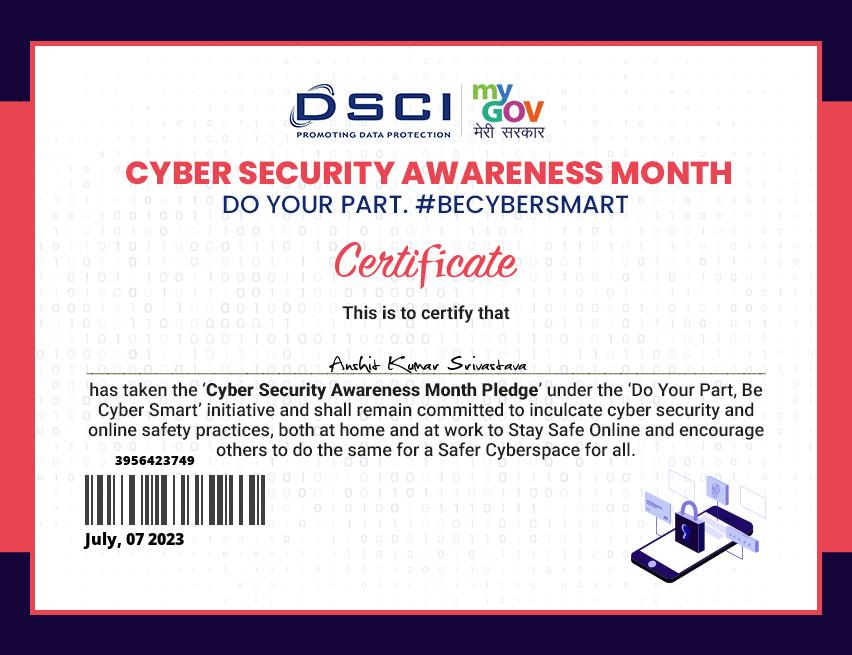 DSCI
PROMOTING DATA PROTECTION
my
GOV
मेरी सरकार
CYBER SECURITY AWARENESS MONTH
DO YOUR PART. #BECYBERSMART
Certificate
This is to certify that
Anshit Kumar Srivastava
has taken the ‘Cyber Security Awareness Month Pledge’ under the ‘Do Your Part, Be
Cyber Smart’ initiative and shall remain committed to inculcate cyber security and
online safety practices, both at home and at work to Stay Safe Online and encourage
others to do the same for a Safer Cyberspace for all.
3956423749
July, 07 2023